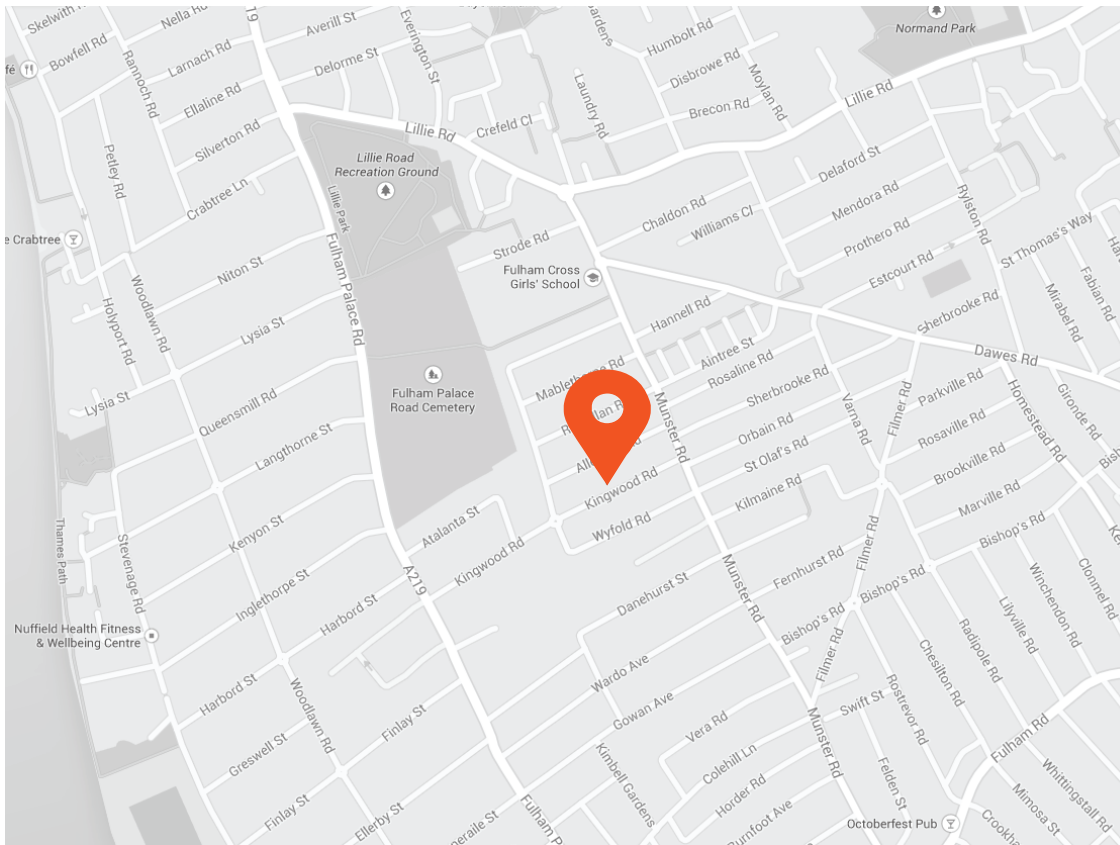 Skelwith
Bowfell Rd
Nella Rd
Rannoch Rd
Larnach Rd
Ellaline Rd
Silverton Rd
Crabtree Ln
Petley Rd
A219
Averill St
Delorme St
Everington St
Gardens
Humbolt Rd
Disbrowe Rd
Moylan Rd
Brecon Rd
Laundry Rd
Crefeld Cl
Lillie Rd
Lillie Rd
Normand Park
Lillie Road
Recreation Ground
Lillie Park
Fulham Palace Rd
Strode Rd
Fulham Cross
Girls' School
Chaldon Rd
Williams Cl
Delaford St
Mendora Rd
Prothero Rd
Estcourt Rd
Rylston Rd
St Thomas's Way
Fabian Rd
Mirabel Rd
Sherbrooke Rd
Dawes Rd
e Crabtree
Niton St
Lysia St
Lysia St
Woodlawn Rd
Holyport Rd
Queensmill Rd
Langthorne St
Kenyon St
Inglethorpe St
Harbord St
Harbord St
Stevenage Rd
Thames Path
Nuffield Health Fitness
& Wellbeing Centre
Fulham Palace
Road Cemetery
Hannell Rd
Aintree St
Rosaline Rd
Sherbrooke Rd
Orbain Rd
St Olaf's Rd
Kilmaine Rd
Varna Rd
Filmer Rd
Parkville Rd
Rosaville Rd
Brookville Rd
Marville Rd
Bishop's Rd
Homestead Rd
Gironde Rd
Munster Rd
Kingwood Rd
Wyfold Rd
Kingwood Rd
Atalanta St
A219
Danehurst St
Munster Rd
Fernhurst Rd
Filmer Rd
Bishop's Rd
Bishop's Rd
Filmer Rd
Wardo Ave
Gowan Ave
Vera Rd
Colehill Ln
Horder Rd
Swift St
Munster Rd
Felden St
Rostrevor Rd
Chesilton Rd
Radipole Rd
Lilyville Rd
Winchendon Rd
Clonmel Rd
Fulham Rd
Whittingstall Rd
Mimosa St
Octoberfest Pub
Kimbell Gardens
Woodlawn Rd
Greswell St
Finlay St
Finlay St
Ellerby St